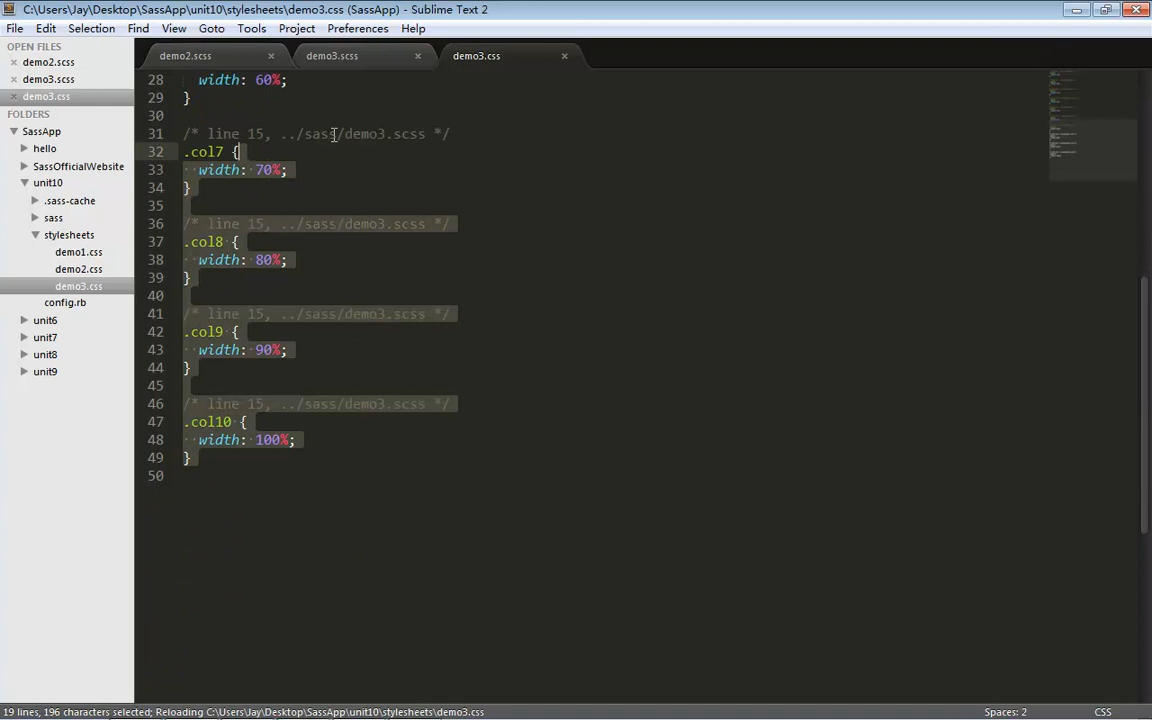 C:\Users\Jay\Desktop\SassApp\unit10\stylesheets\demo3.css (SassApp) - Sublime Text 2
File Edit Selection Find View Goto Tools Project Preferences Help
OPEN FILES
demo2.scss
demo3.scss
demo3.css
FOLDERS
SassApp
hello
SassOfficialWebsite
unit10
.sass-cache
sass
stylesheets
demo1.css
demo2.css
demo3.css
config.rb
unit6
unit7
unit8
unit9
demo2.scss demo3.scss demo3.css
28 width: 60%;
29 }
30
31 /* line 15, ../sass/demo3.scss */
32 .col7 {
33 width: 70%;
34 }
35
36 /* line 15, ../sass/demo3.scss */
37 .col8 {
38 width: 80%;
39 }
40
41 /* line 15, ../sass/demo3.scss */
42 .col9 {
43 width: 90%;
44 }
45
46 /* line 15, ../sass/demo3.scss */
47 .col10 {
48 width: 100%;
49 }
50
19 lines, 196 characters selected; Reloading C:\Users\Jay\Desktop\SassApp\unit10\stylesheets\demo3.css Spaces: 2 CSS